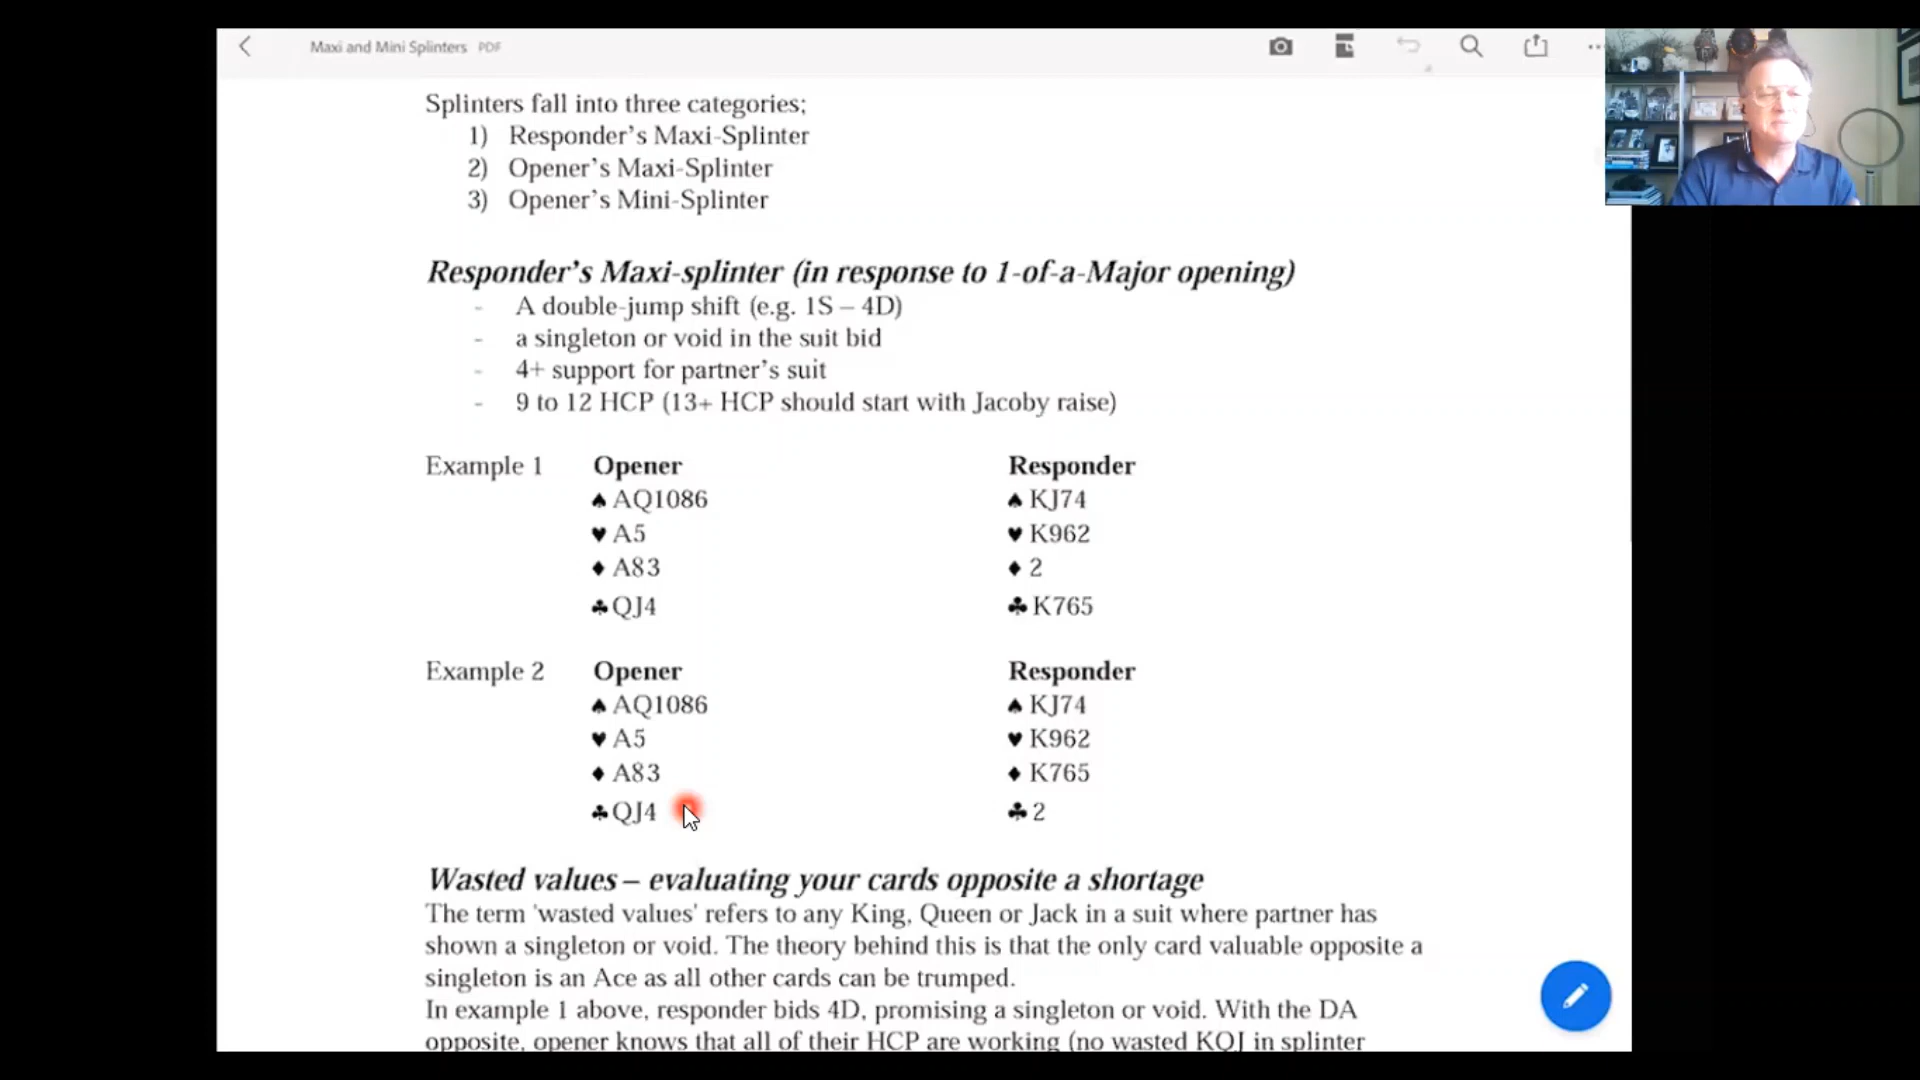 Maxi and Mini Splinters PDF
Splinters fall into three categories;
1) Responder's Maxi-Splinter
2) Opener's Maxi-Splinter
3) Opener's Mini-Splinter
Responder's Maxi-splinter (in response to 1-of-a-Major opening)
- A double-jump shift (e.g. 1S – 4D)
- a singleton or void in the suit bid
- 4+ support for partner's suit
- 9 to 12 HCP (13+ HCP should start with Jacoby raise)
Example 1 Opener Responder
♠ AQ1086 ♠ KJ74
♥ A5 ♥ K962
♦ A83 ♦ 2
♣ QJ4 ♣ K765
Example 2 Opener Responder
♠ AQ1086 ♠ KJ74
♥ A5 ♥ K962
♦ A83 ♦ K765
♣ QJ4 ♣ 2
Wasted values – evaluating your cards opposite a shortage
The term 'wasted values' refers to any King, Queen or Jack in a suit where partner has
shown a singleton or void. The theory behind this is that the only card valuable opposite a
singleton is an Ace as all other cards can be trumped.
In example 1 above, responder bids 4D, promising a singleton or void. With the DA
opposite, opener knows that all of their HCP are working (no wasted KQJ in splinter